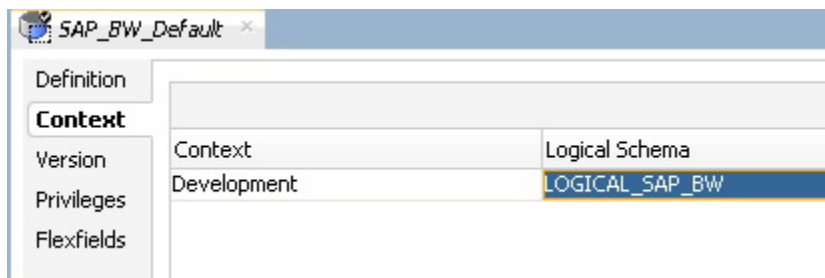 SAP_BW_Default
Definition
Context
Version
Privileges
Flexfields
Context Logical Schema
Development LOGICAL_SAP_BW